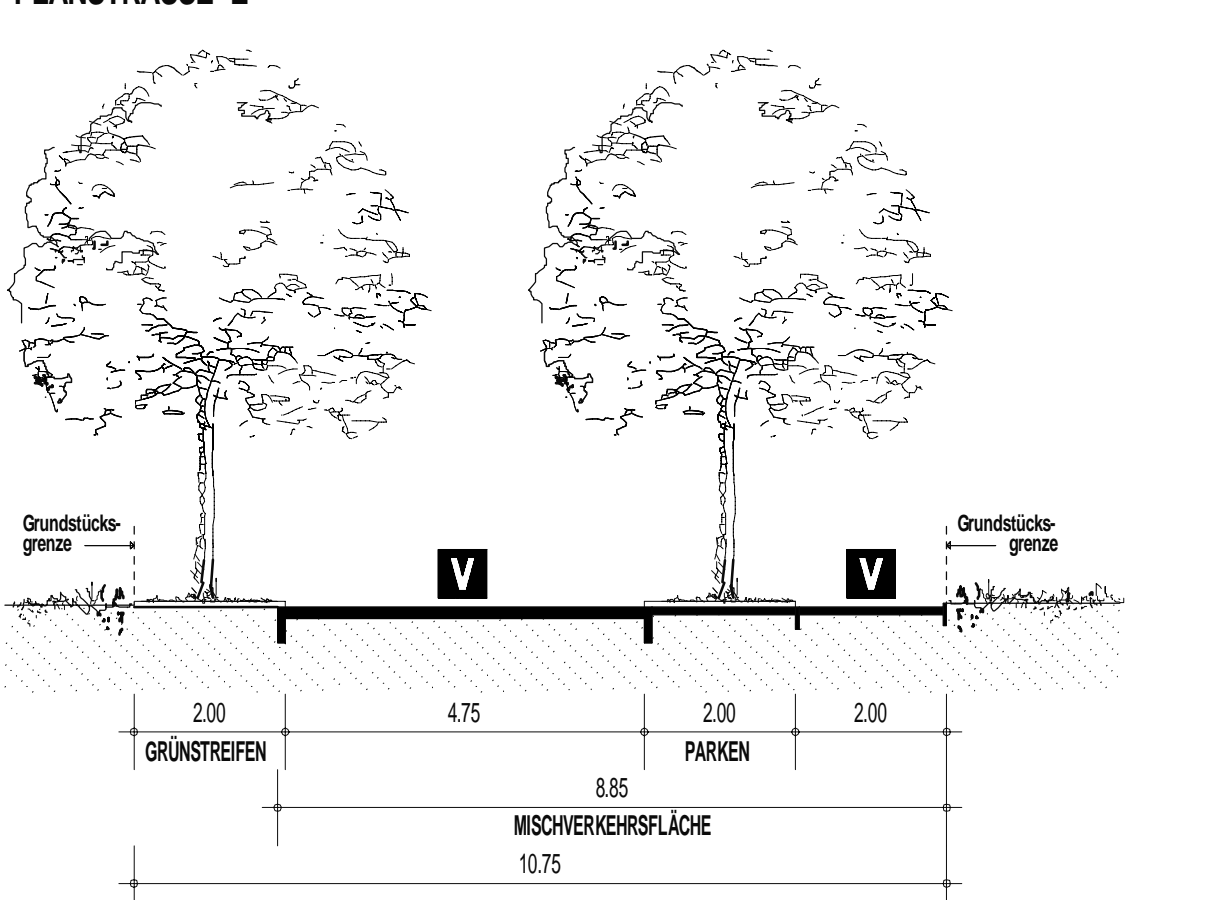 Grundstücks-
grenze
Grundstücks-
grenze
V
V
2.00
4.75
2.00
2.00
GRÜNSTREIFEN
PARKEN
8.85
MISCHVERKEHRSFLÄCHE
10.75